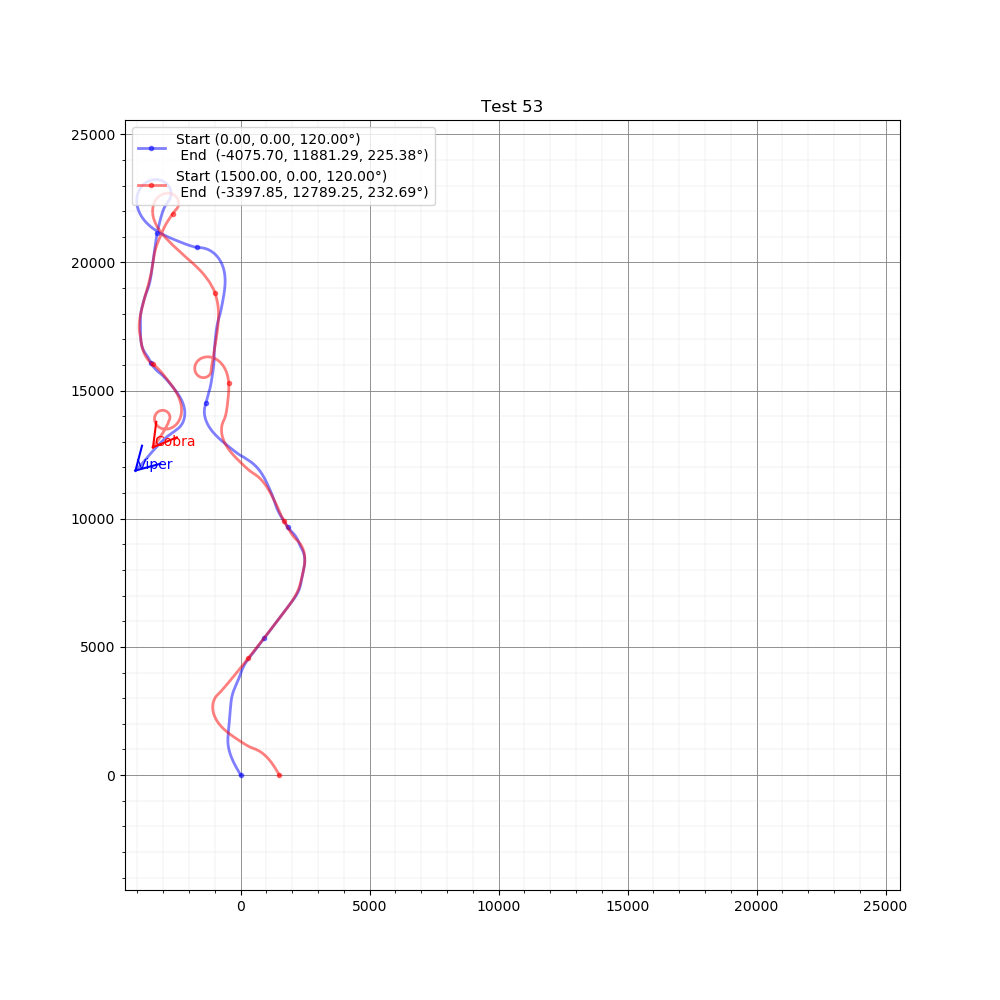 Test 53
Start (0.00, 0.00, 120.00°)
End  (-4075.70, 11881.29, 225.38°)
Start (1500.00, 0.00, 120.00°)
End  (-3397.85, 12789.25, 232.69°)
25000
20000
15000
Cobra
Viper
10000
5000
0
0
5000
10000
15000
20000
25000